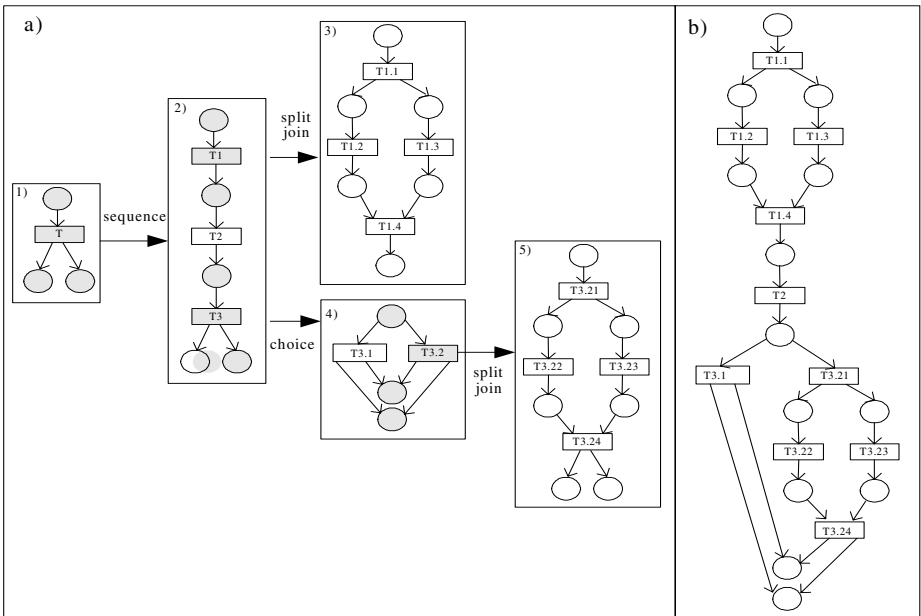 a)
1)
T
sequence
2)
T1
T2
T3
split
join
3)
T1.1
T1.2
T1.3
T1.4
choice
4)
T3.1
T3.2
split
join
5)
T3.21
T3.22
T3.23
T3.24
b)
T1.1
T1.2
T1.3
T1.4
T2
T3.1
T3.21
T3.22
T3.23
T3.24